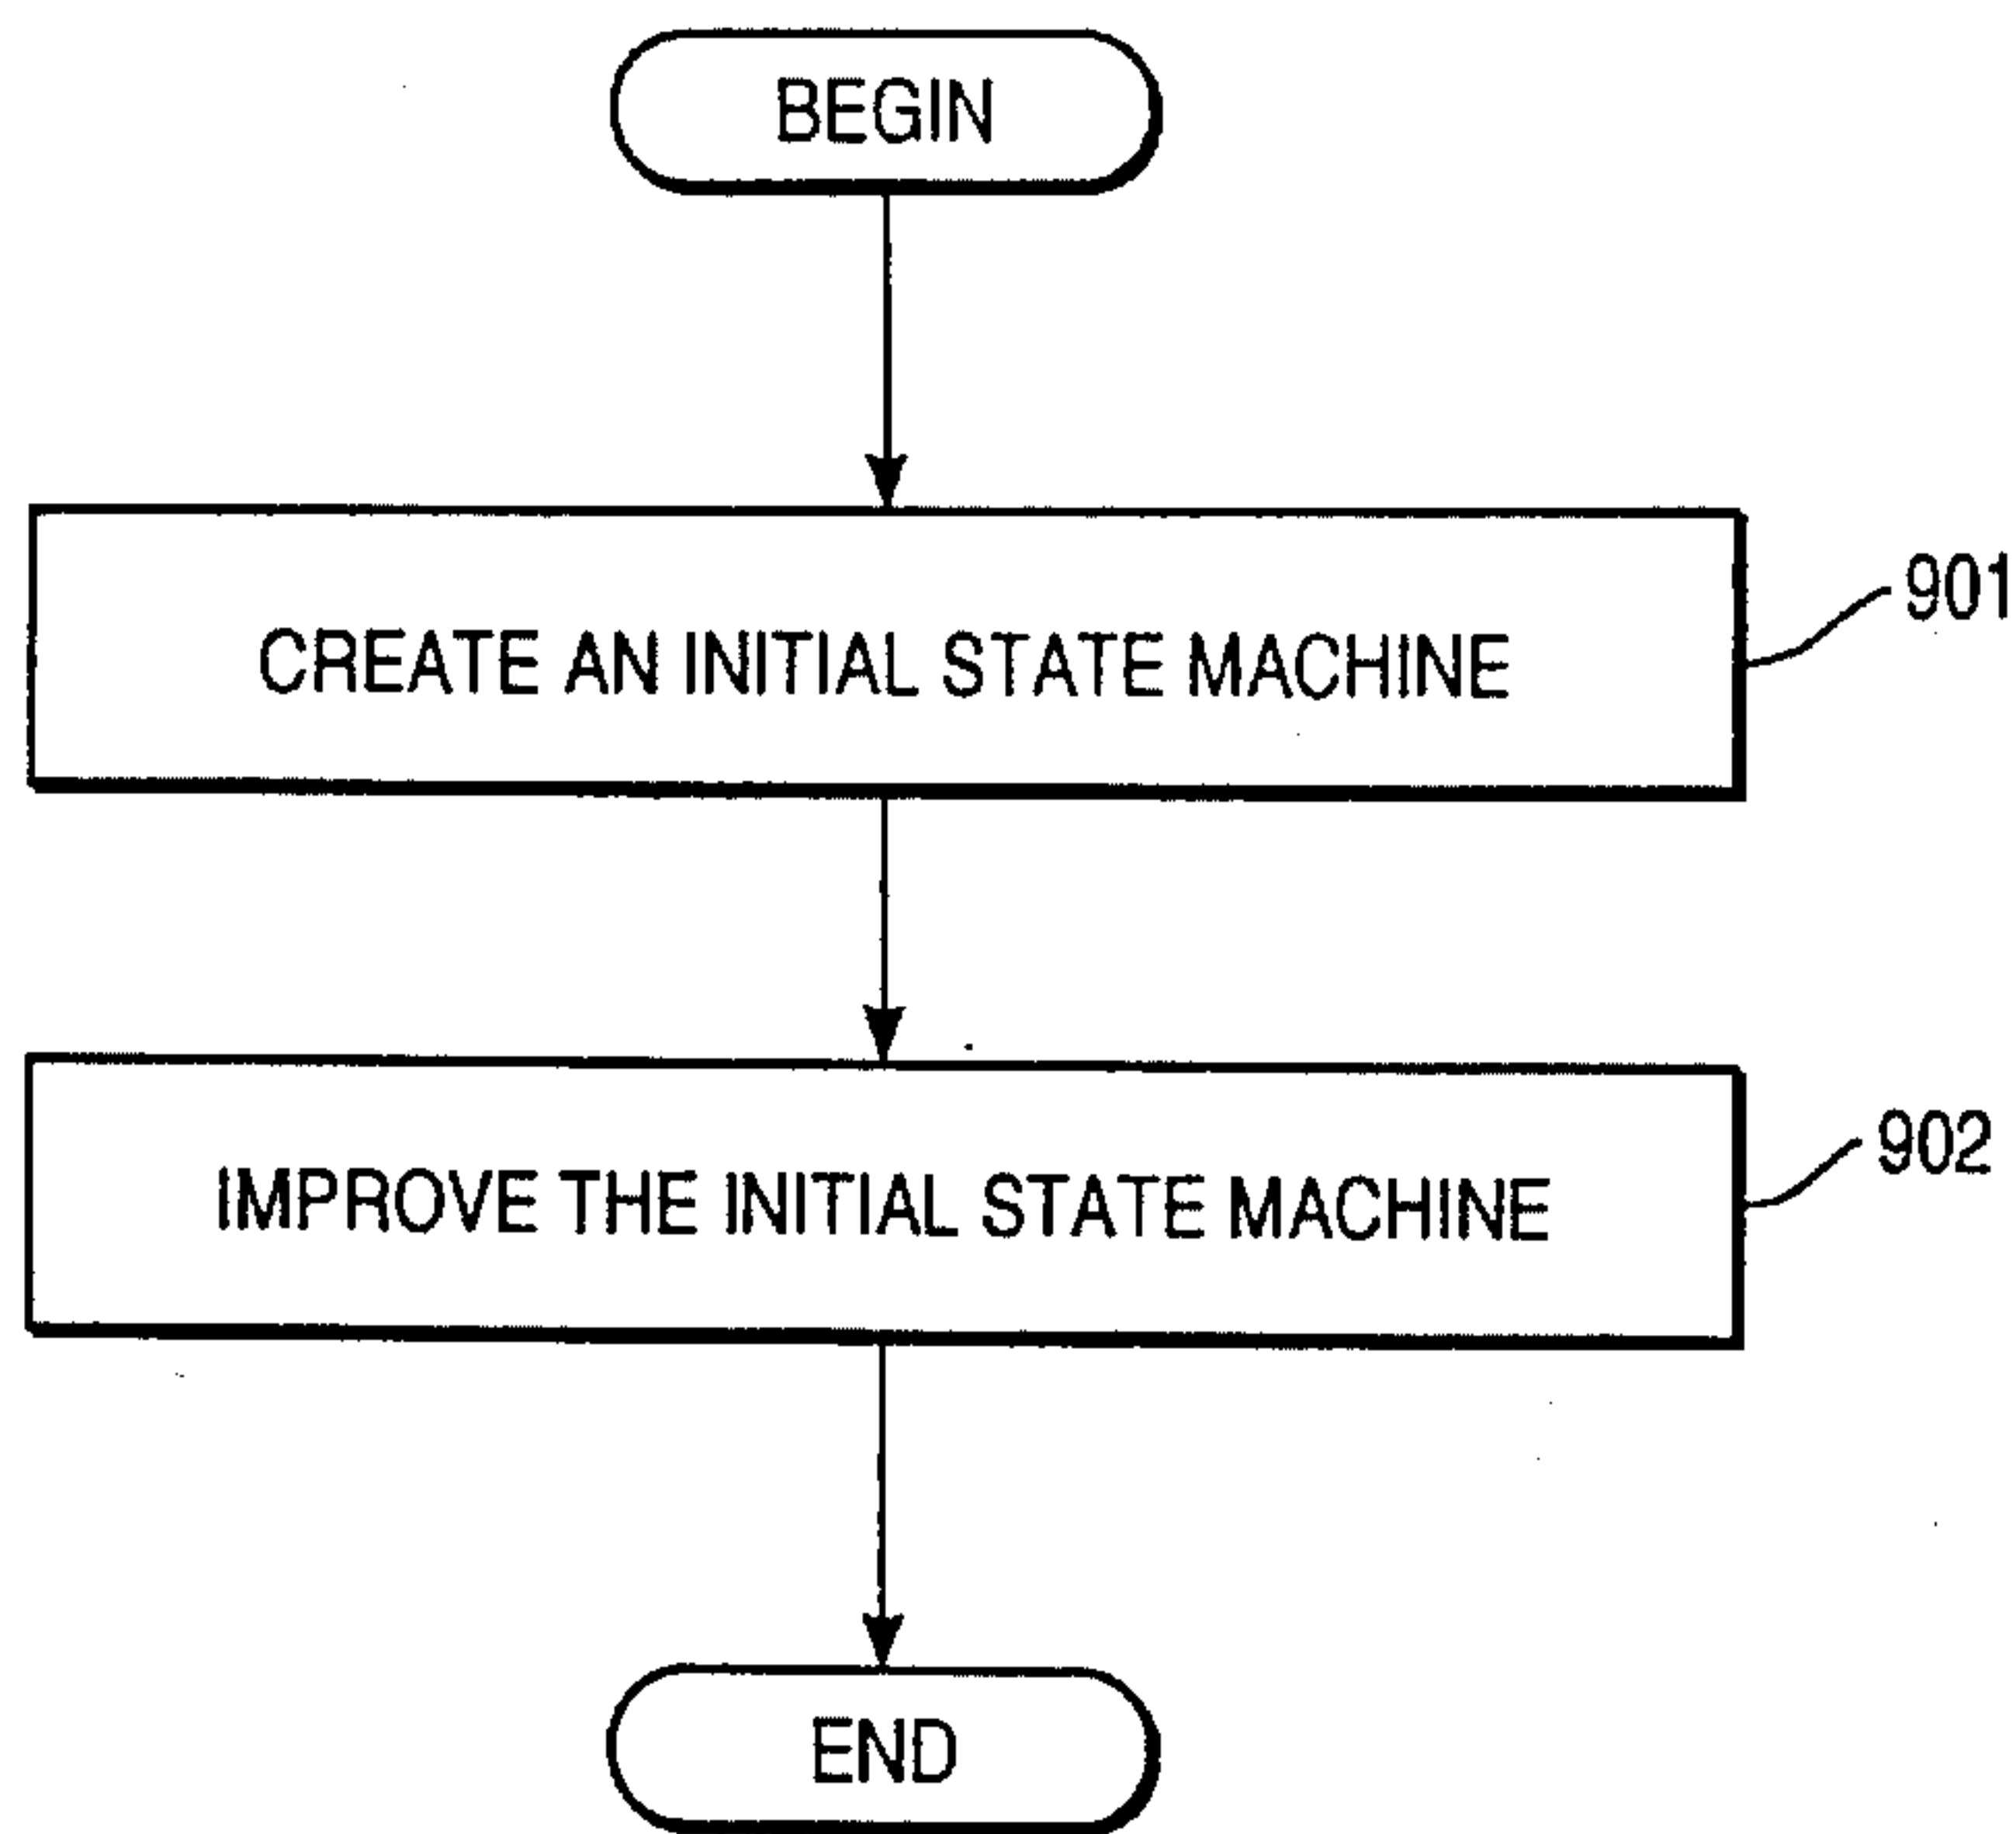 BEGIN
CREATE AN INITIAL STATE MACHINE
901
IMPROVE THE INITIAL STATE MACHINE
902
END